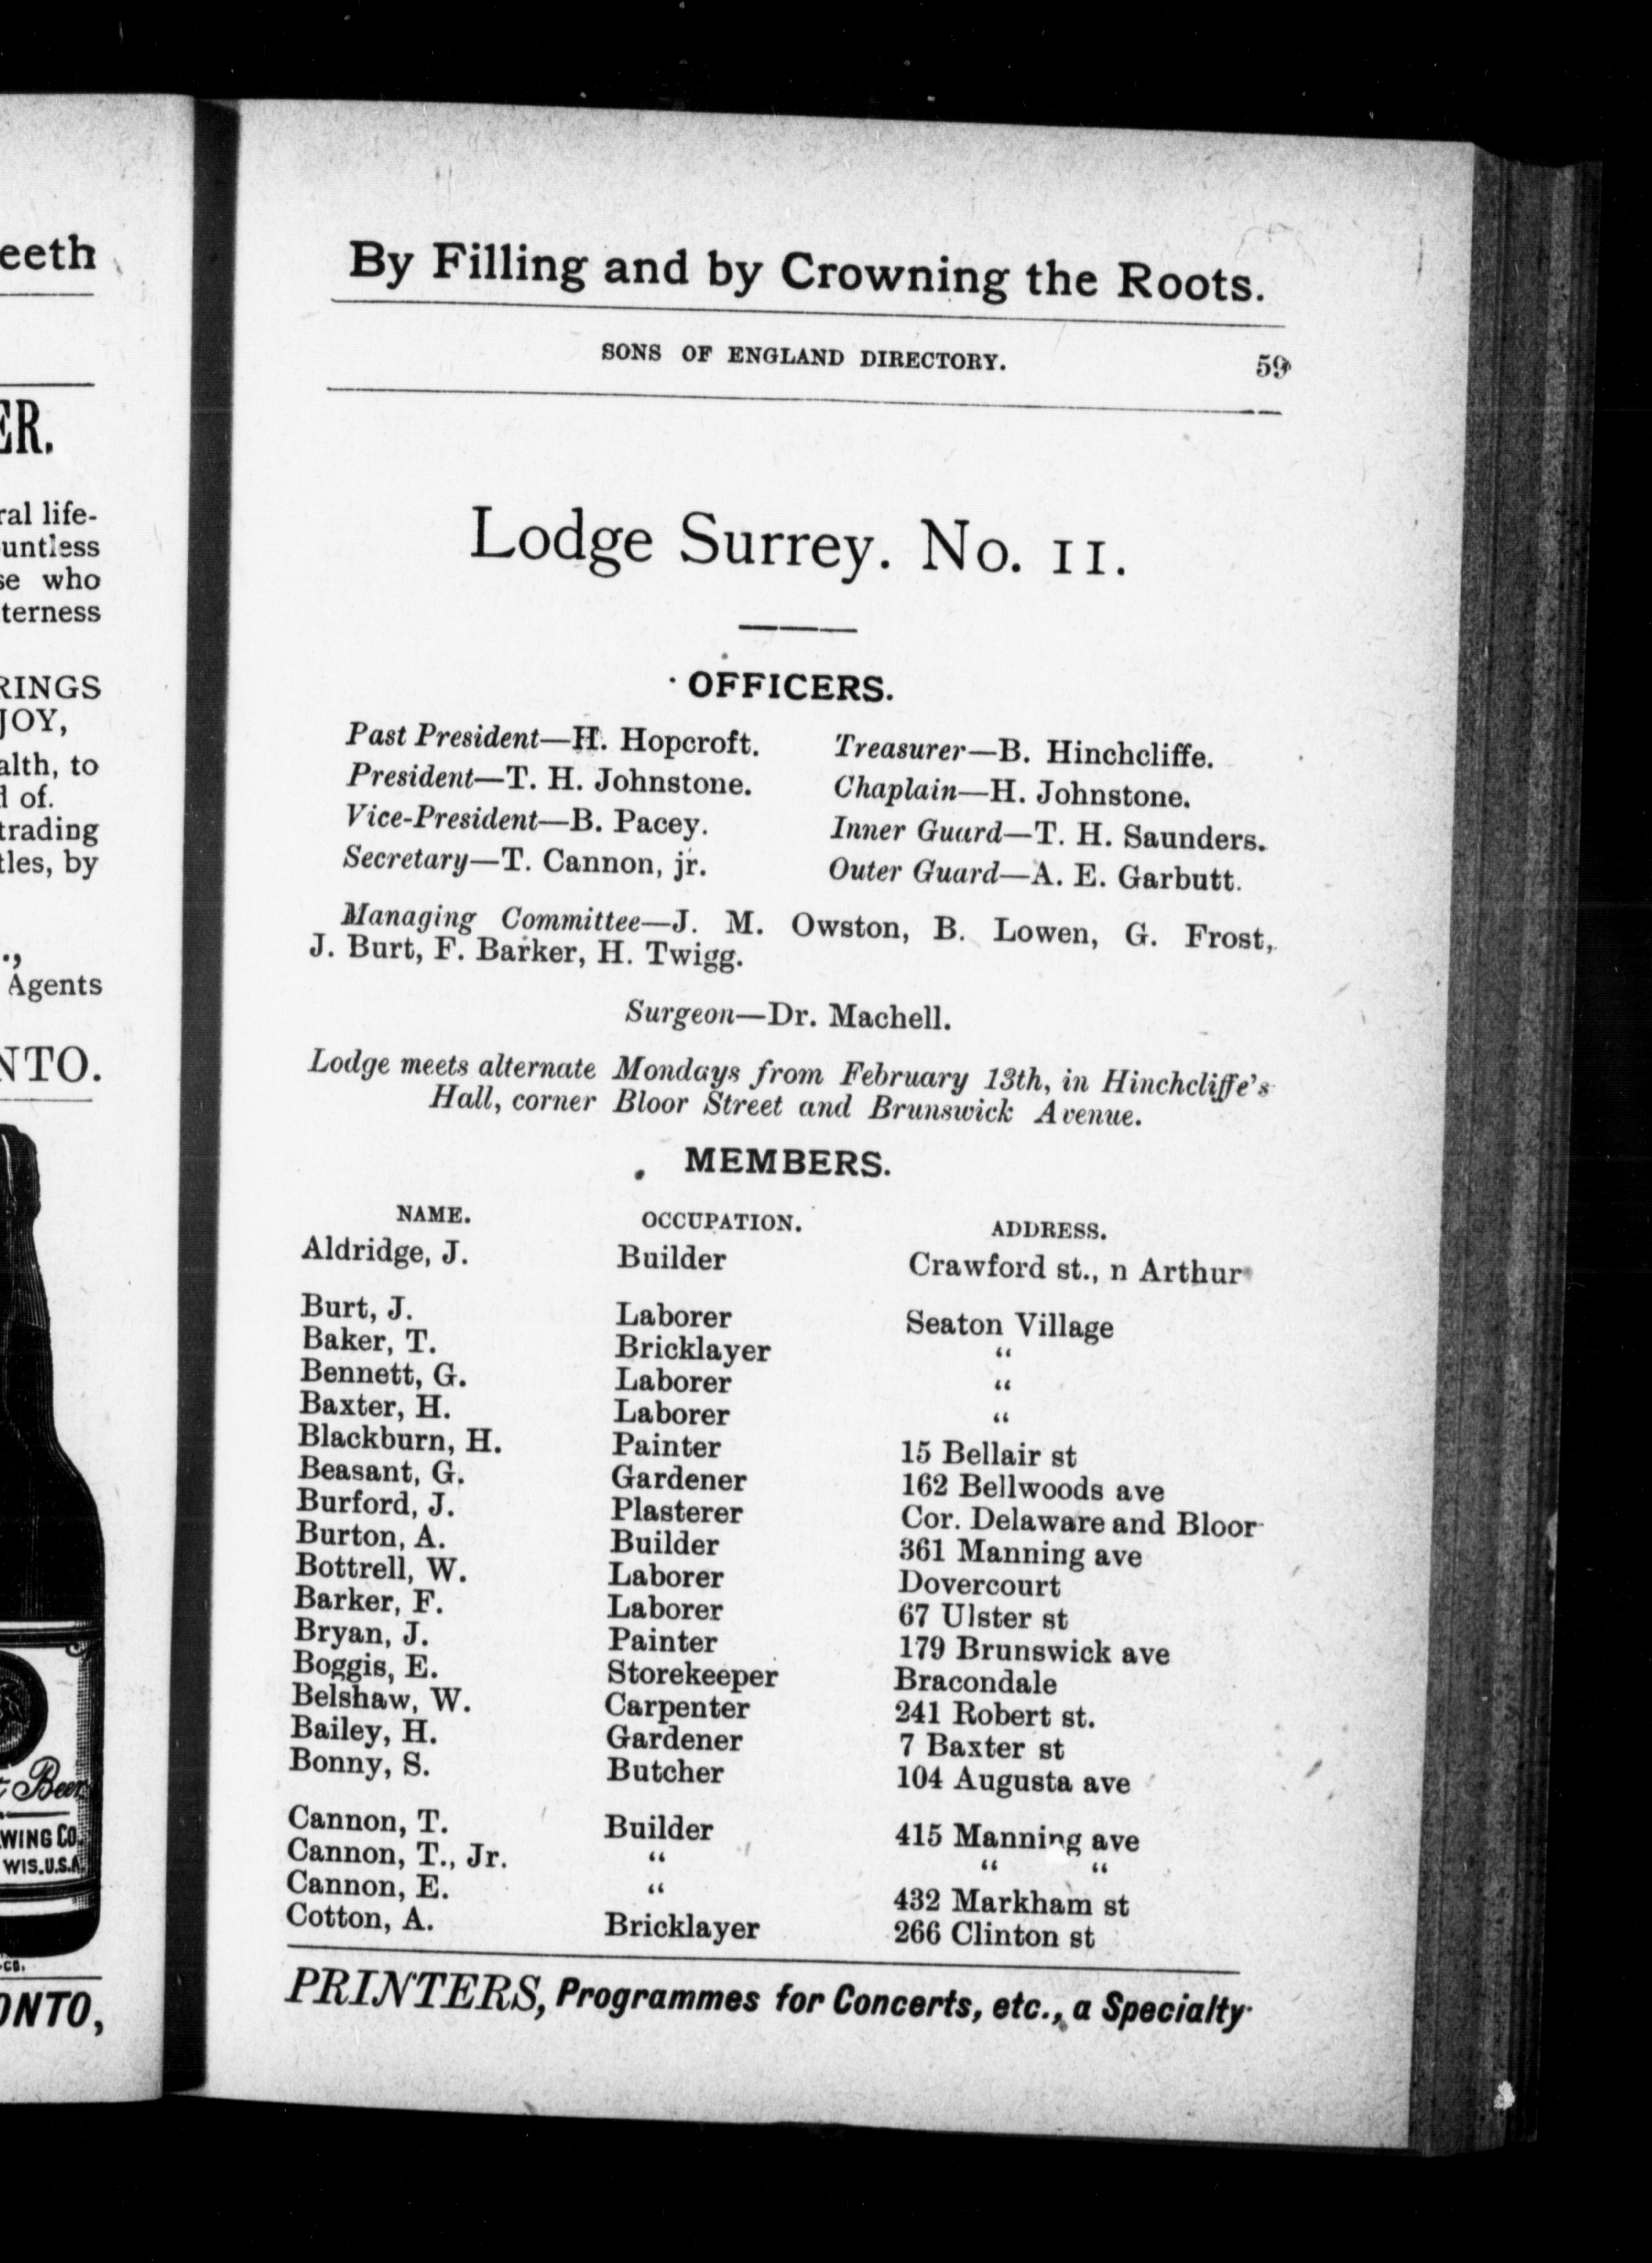 eeth
ER.
ral life-
untless
se who
terness
RINGS
JOY,
alth, to
d of.
trading
tles, by
.,
Agents
NTO.
Beer
WING CO.
WIS.U.S.A.
CO.
ONTO,
By Filling and by Crowning the Roots.
SONS OF ENGLAND DIRECTORY. 59
Lodge Surrey. No. 11.
OFFICERS.
Past President—H. Hopcroft. Treasurer—B. Hinchcliffe.
President—T. H. Johnstone. Chaplain—H. Johnstone.
Vice-President—B. Pacey. Inner Guard—T. H. Saunders.
Secretary—T. Cannon, jr. Outer Guard—A. E. Garbutt.
Managing Committee—J. M. Owston, B. Lowen, G. Frost,
J. Burt, F. Barker, H. Twigg.
Surgeon—Dr. Machell.
Lodge meets alternate Mondays from February 13th, in Hinchcliffe's
Hall, corner Bloor Street and Brunswick Avenue.
MEMBERS.
NAME. OCCUPATION. ADDRESS.
Aldridge, J. Builder Crawford st., n Arthur
Burt, J. Laborer Seaton Village
Baker, T. Bricklayer “
Bennett, G. Laborer “
Baxter, H. Laborer “
Blackburn, H. Painter 15 Bellair st
Beasant, G. Gardener 162 Bellwoods ave
Burford, J. Plasterer Cor. Delaware and Bloor
Burton, A. Builder 361 Manning ave
Bottrell, W. Laborer Dovercourt
Barker, F. Laborer 67 Ulster st
Bryan, J. Painter 179 Brunswick ave
Boggis, E. Storekeeper Bracondale
Belshaw, W. Carpenter 241 Robert st.
Bailey, H. Gardener 7 Baxter st
Bonny, S. Butcher 104 Augusta ave
Cannon, T. Builder 415 Manning ave
Cannon, T., Jr. “ “ “
Cannon, E. “ 432 Markham st
Cotton, A. Bricklayer 266 Clinton st
PRINTERS, Programmes for Concerts, etc., a Specialty